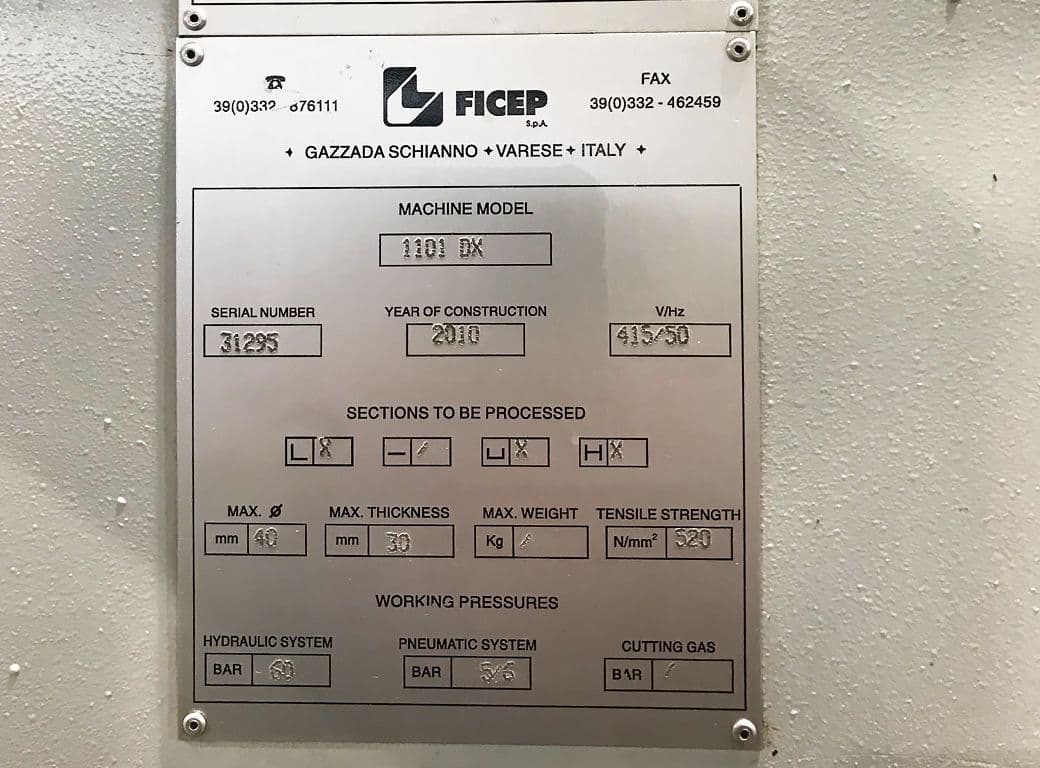 ☎ FAX
39(0)332 876111 FICEP 39(0)332 - 462459
S.p.A.
✦ GAZZADA SCHIANNO ✦ VARESE ✦ ITALY ✦
MACHINE MODEL
1101 DX
SERIAL NUMBER YEAR OF CONSTRUCTION V/Hz
31295 2010 415/50
SECTIONS TO BE PROCESSED
L X — / ⊔ X H X
MAX. Ø MAX. THICKNESS MAX. WEIGHT TENSILE STRENGTH
mm 40 mm 30 Kg / N/mm² 520
WORKING PRESSURES
HYDRAULIC SYSTEM PNEUMATIC SYSTEM CUTTING GAS
BAR 60 BAR 5/6 BAR /